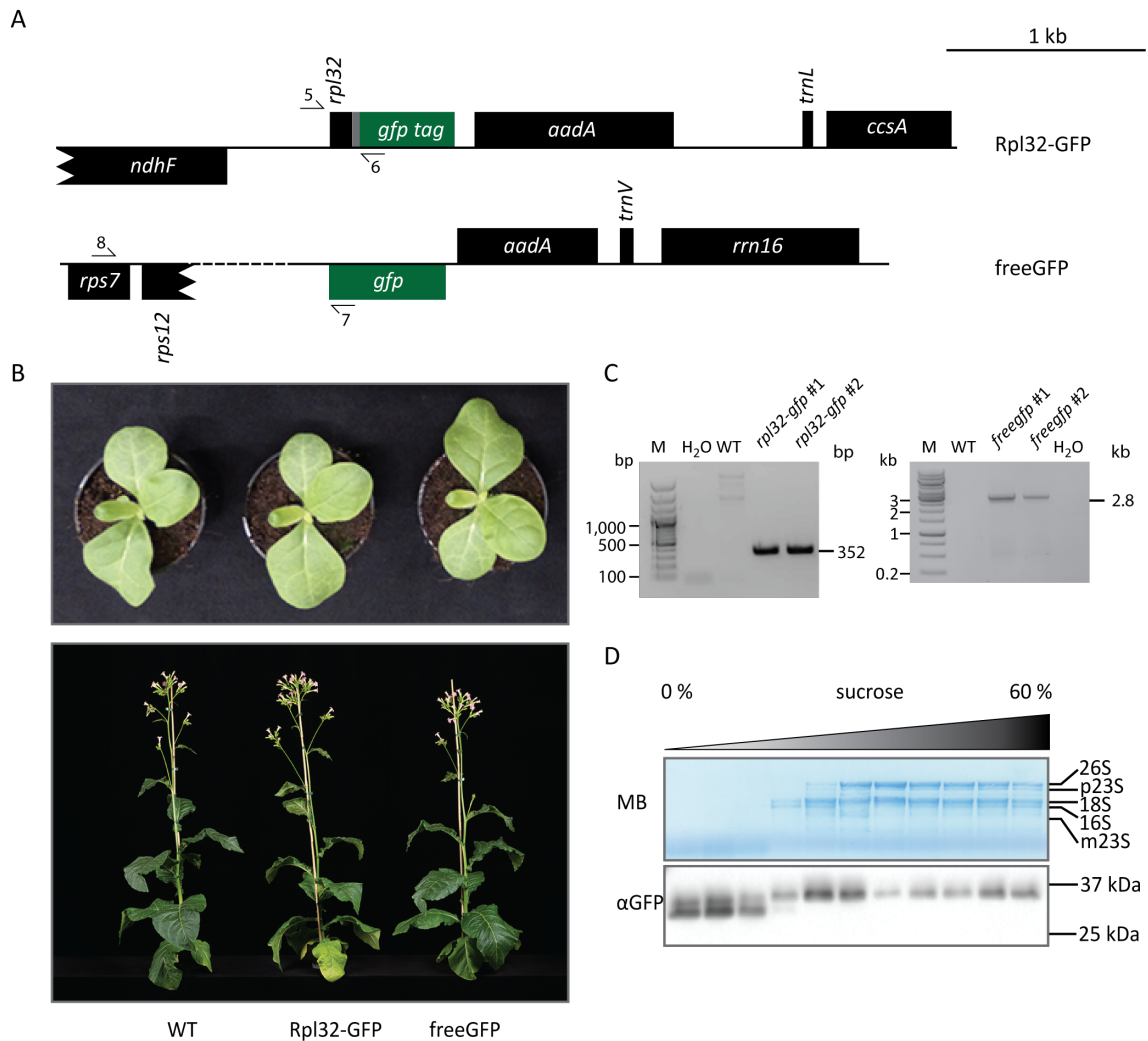 A
1 kb
5
rpl32
gfp tag
6
aadA
trnL
ccsA
Rpl32-GFP
ndhF
8
rps7
rps12
gfp
7
aadA
trnV
rrn16
freeGFP
B
WT Rpl32-GFP freeGFP
C
M H₂O WT rpl32-gfp #1 rpl32-gfp #2
bp bp
1,000
500
100
352
M WT freegfp #1 freegfp #2 H₂O
kb kb
3
2
1
0.2
2.8
D
0 % sucrose 60 %
MB
26S
p23S
18S
16S
m23S
αGFP
37 kDa
25 kDa